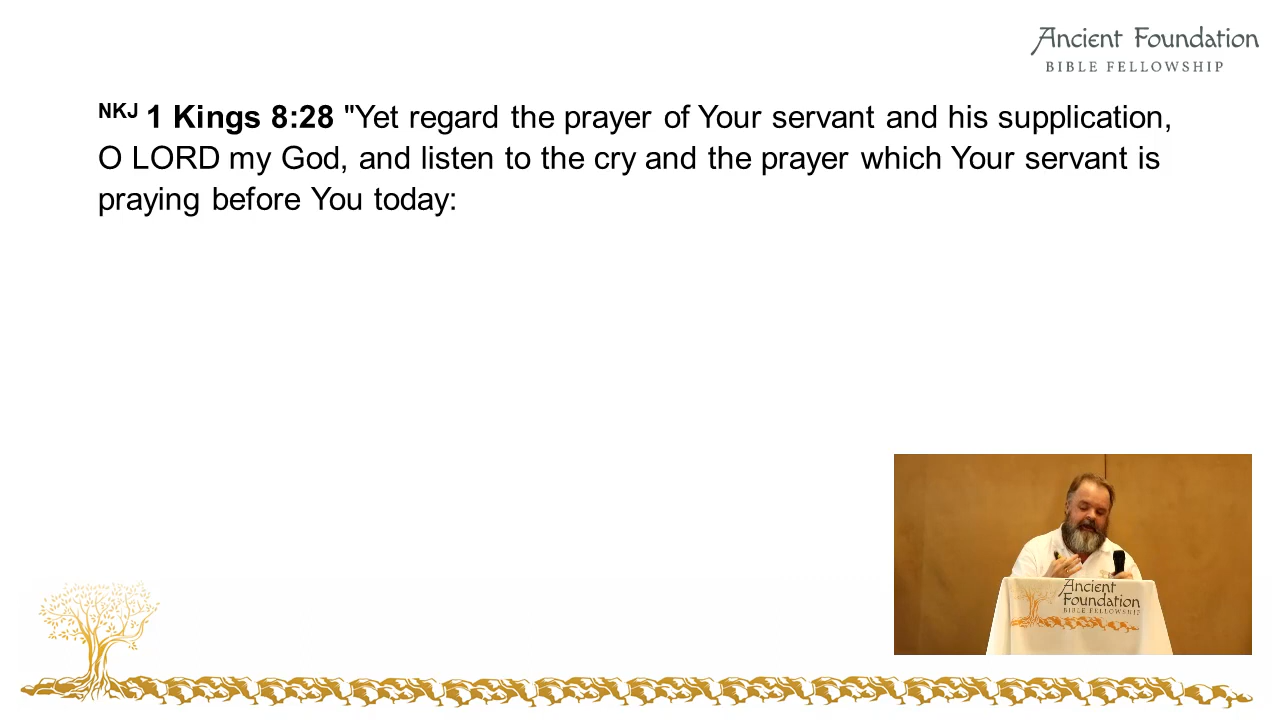 Ancient Foundation
BIBLE FELLOWSHIP
NKJ 1 Kings 8:28 "Yet regard the prayer of Your servant and his supplication,
O LORD my God, and listen to the cry and the prayer which Your servant is
praying before You today:
Ancient
Foundation
BIBLE FELLOWSHIP